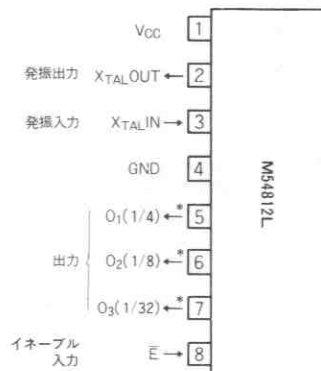 VCC 1
発振出力 XTALOUT ← 2
発振入力 XTALIN → 3
GND 4
O1(1/4) ←* 5
出力 O2(1/8) ←* 6
O3(1/32) ←* 7
イネーブル
入力 E̅ → 8
M54812L